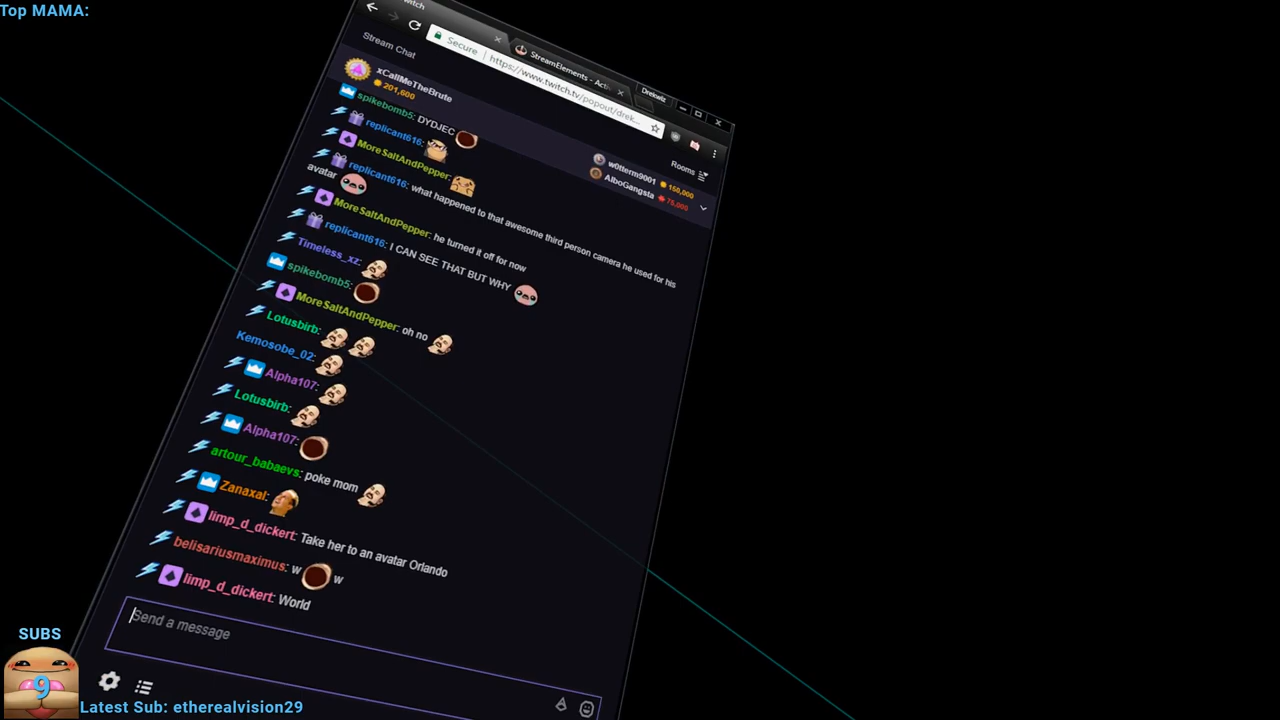 Top MAMA:
witch
StreamElements - Acti
Drekwiz
Secure
https://www.twitch.tv/popout/drek...
Stream Chat
Rooms
xCallMeTheBrute
201,600
w0tterm9001 150,000
AlboGangsta 75,000
spikebomb5: DYDJEC
replicant616:
MoreSaltAndPepper:
replicant616: what happened to that awesome third person camera he used for his
avatar
MoreSaltAndPepper: he turned it off for now
replicant616: I CAN SEE THAT BUT WHY
Timeless_xz:
spikebomb5:
MoreSaltAndPepper: oh no
Lotusbirb:
Kemosobe_02:
Alpha107:
Lotusbirb:
Alpha107:
artour_babaevs: poke mom
Zanaxal:
limp_d_dickert: Take her to an avatar Orlando
belisariusmaximus: w w
limp_d_dickert: World
Send a message
SUBS
9
Latest Sub: etherealvision29